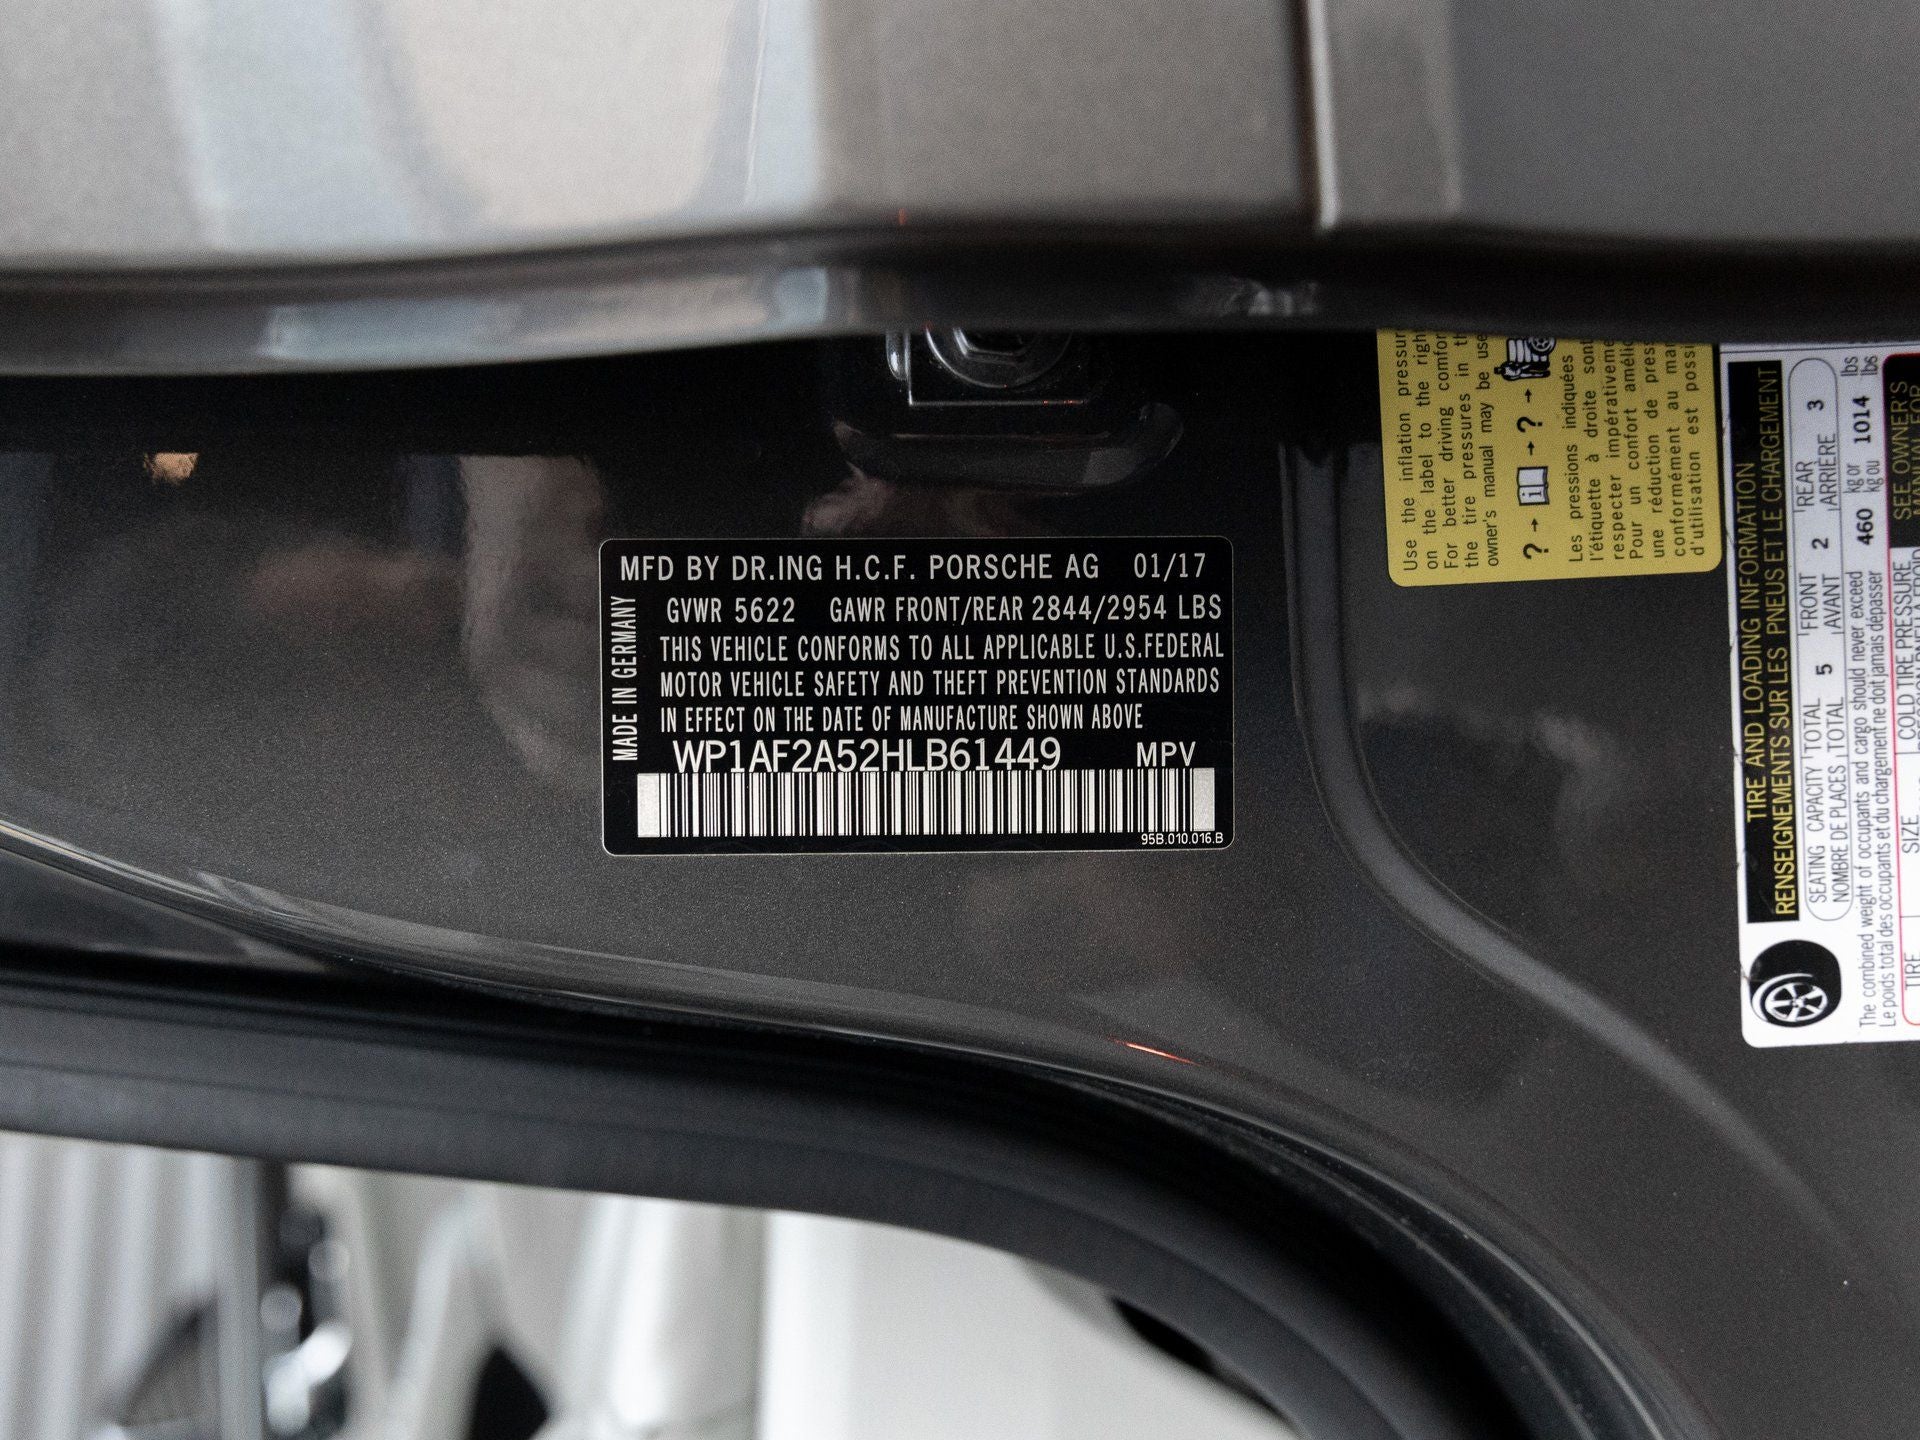 MFD BY DR.ING H.C.F. PORSCHE AG 01/17
GVWR 5622 GAWR FRONT/REAR 2844/2954 LBS
THIS VEHICLE CONFORMS TO ALL APPLICABLE U.S.FEDERAL
MOTOR VEHICLE SAFETY AND THEFT PREVENTION STANDARDS
IN EFFECT ON THE DATE OF MANUFACTURE SHOWN ABOVE
WP1AF2A52HLB61449 MPV
95B.010.016.B
MADE IN GERMANY
Use the inflation
on the label to the right
For better driving
the tire pressures in
owner's manual may be
? → i → ? →
Les pressions indiquées
l'étiquette à droite sont
respecter
Pour un confort
une réduction de
conformément au
d'utilisation est
TIRE AND LOADING INFORMATION
RENSEIGNEMENTS SUR LES PNEUS ET LE CHARGEMENT
SEATING CAPACITY TOTAL 5 FRONT 2 REAR 3
NOMBRE DE PLACES TOTAL AVANT ARRIÈRE
The combined weight of occupants and cargo should never exceed 460 kg or 1014 lbs
Le poids total des occupants et du chargement ne doit jamais dépasser kg ou lbs
TIRE SIZE COLD TIRE PRESSURE SEE OWNER'S
MANUAL FOR